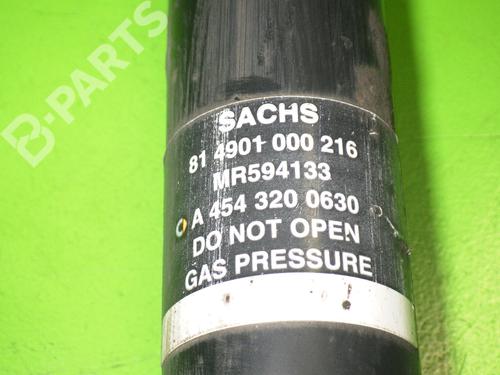 B-PARTS
SACHS
81 4901 000 216
MR594133
A 454 320 0630
DO NOT OPEN
GAS PRESSURE